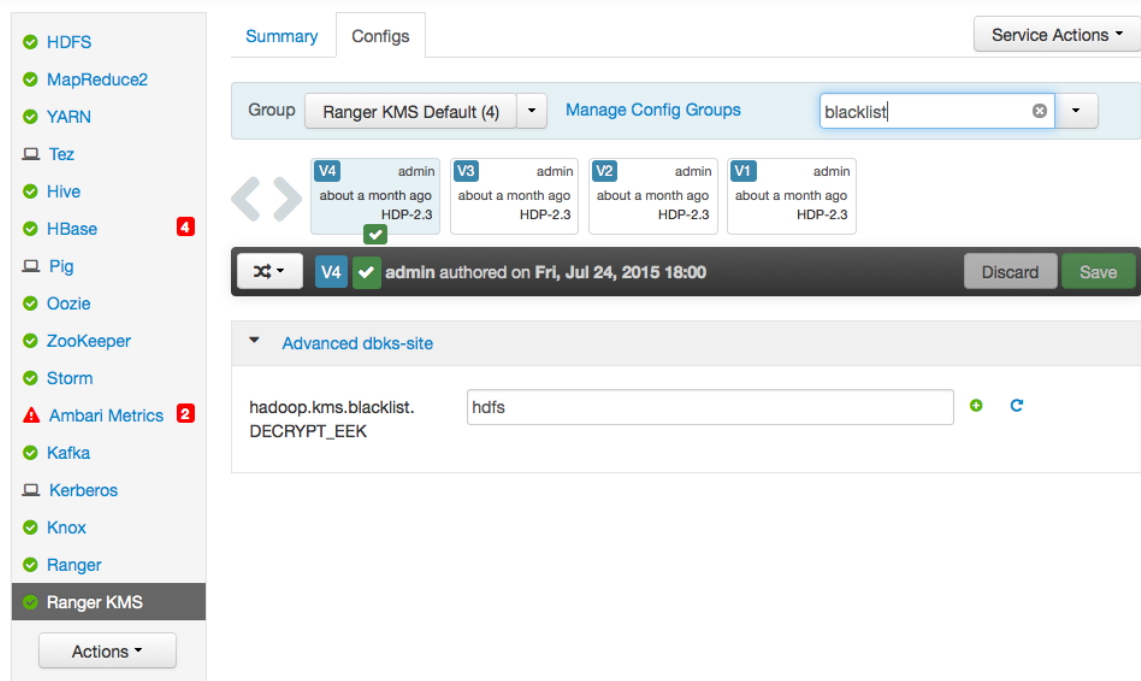 HDFS
MapReduce2
YARN
Tez
Hive
HBase 4
Pig
Oozie
ZooKeeper
Storm
Ambari Metrics 2
Kafka
Kerberos
Knox
Ranger
Ranger KMS
Actions
Summary Configs Service Actions
Group Ranger KMS Default (4) Manage Config Groups blacklist
V4 admin
about a month ago
HDP-2.3
V3 admin
about a month ago
HDP-2.3
V2 admin
about a month ago
HDP-2.3
V1 admin
about a month ago
HDP-2.3
V4 admin authored on Fri, Jul 24, 2015 18:00 Discard Save
Advanced dbks-site
hadoop.kms.blacklist. hdfs
DECRYPT_EEK